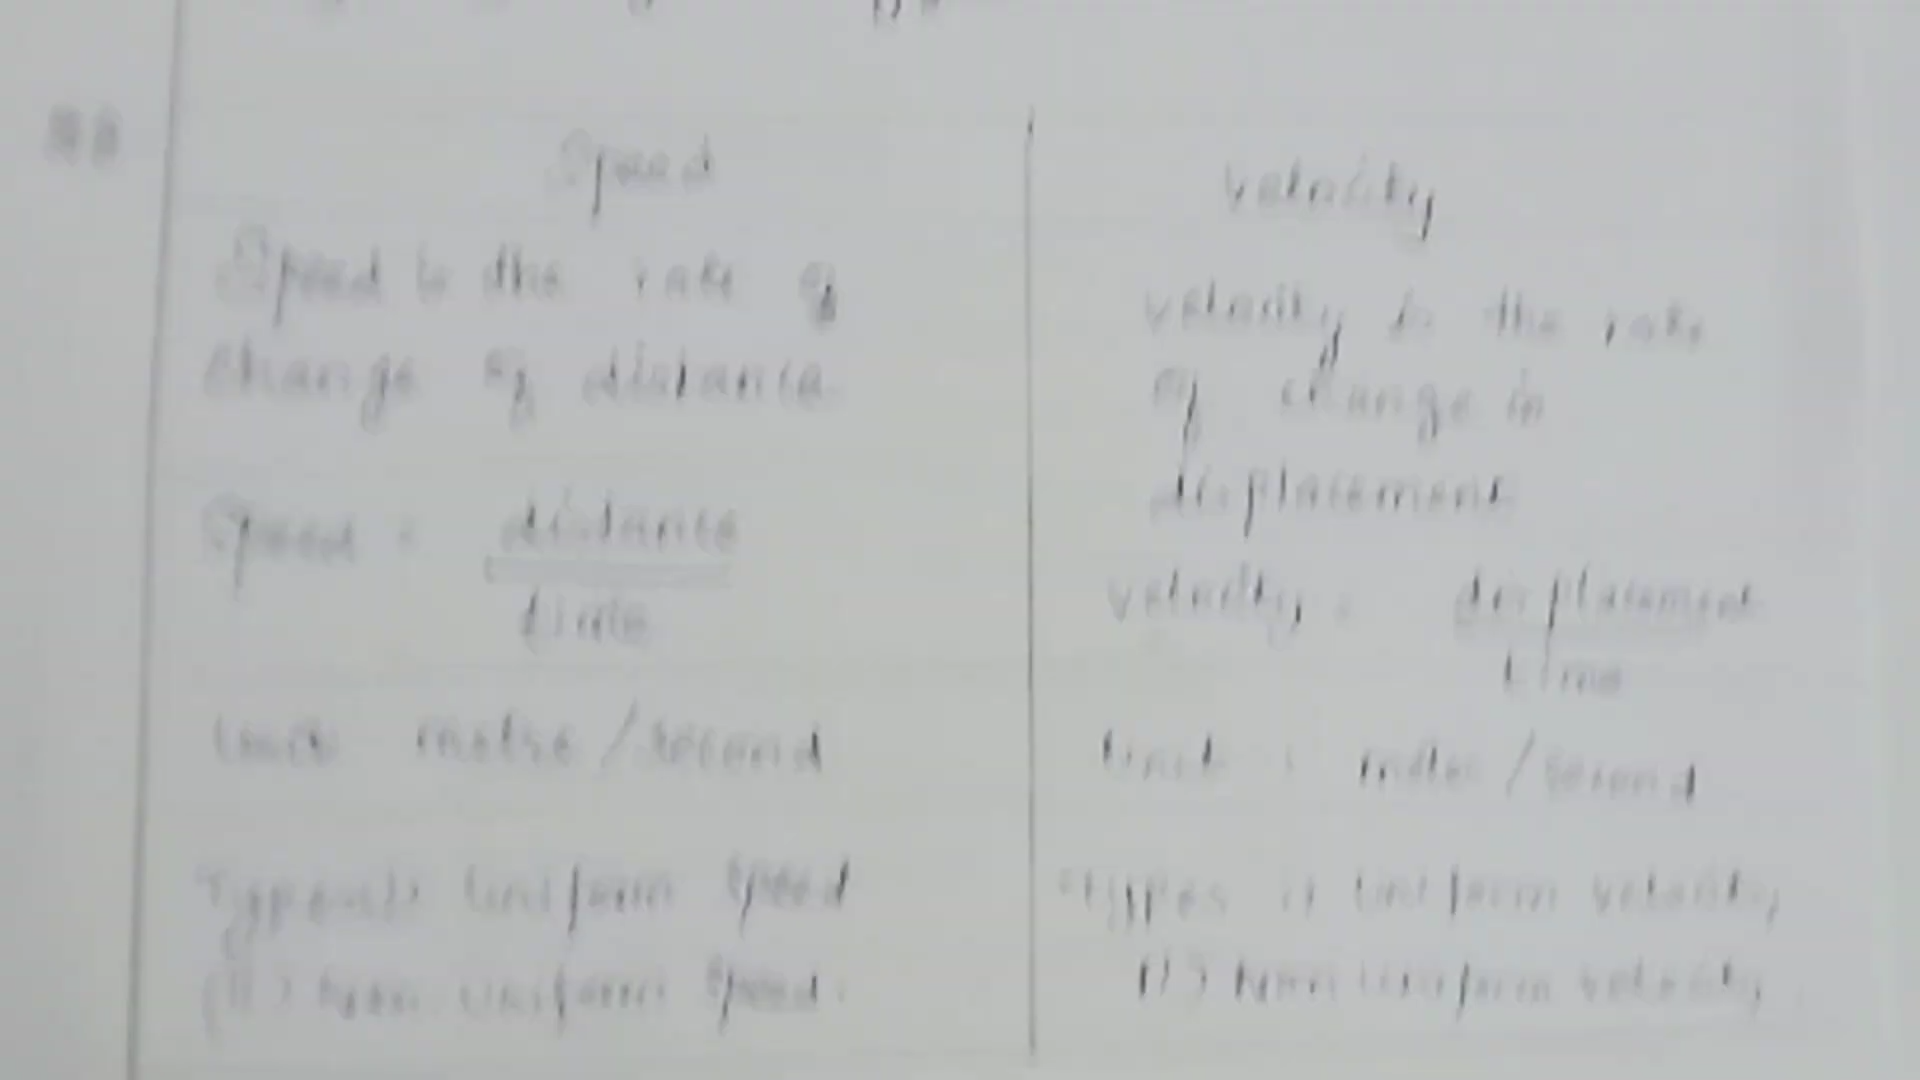 Speed
Speed is the rate of
change of distance.
Speed = distance
time
Unit metre/second
Types i) Uniform speed
(ii) Non uniform speed.
Velocity
velocity is the rate
of change in
displacement
velocity = displacement
time
Unit : metre/second
Types i) Uniform velocity
ii) Non uniform velocity